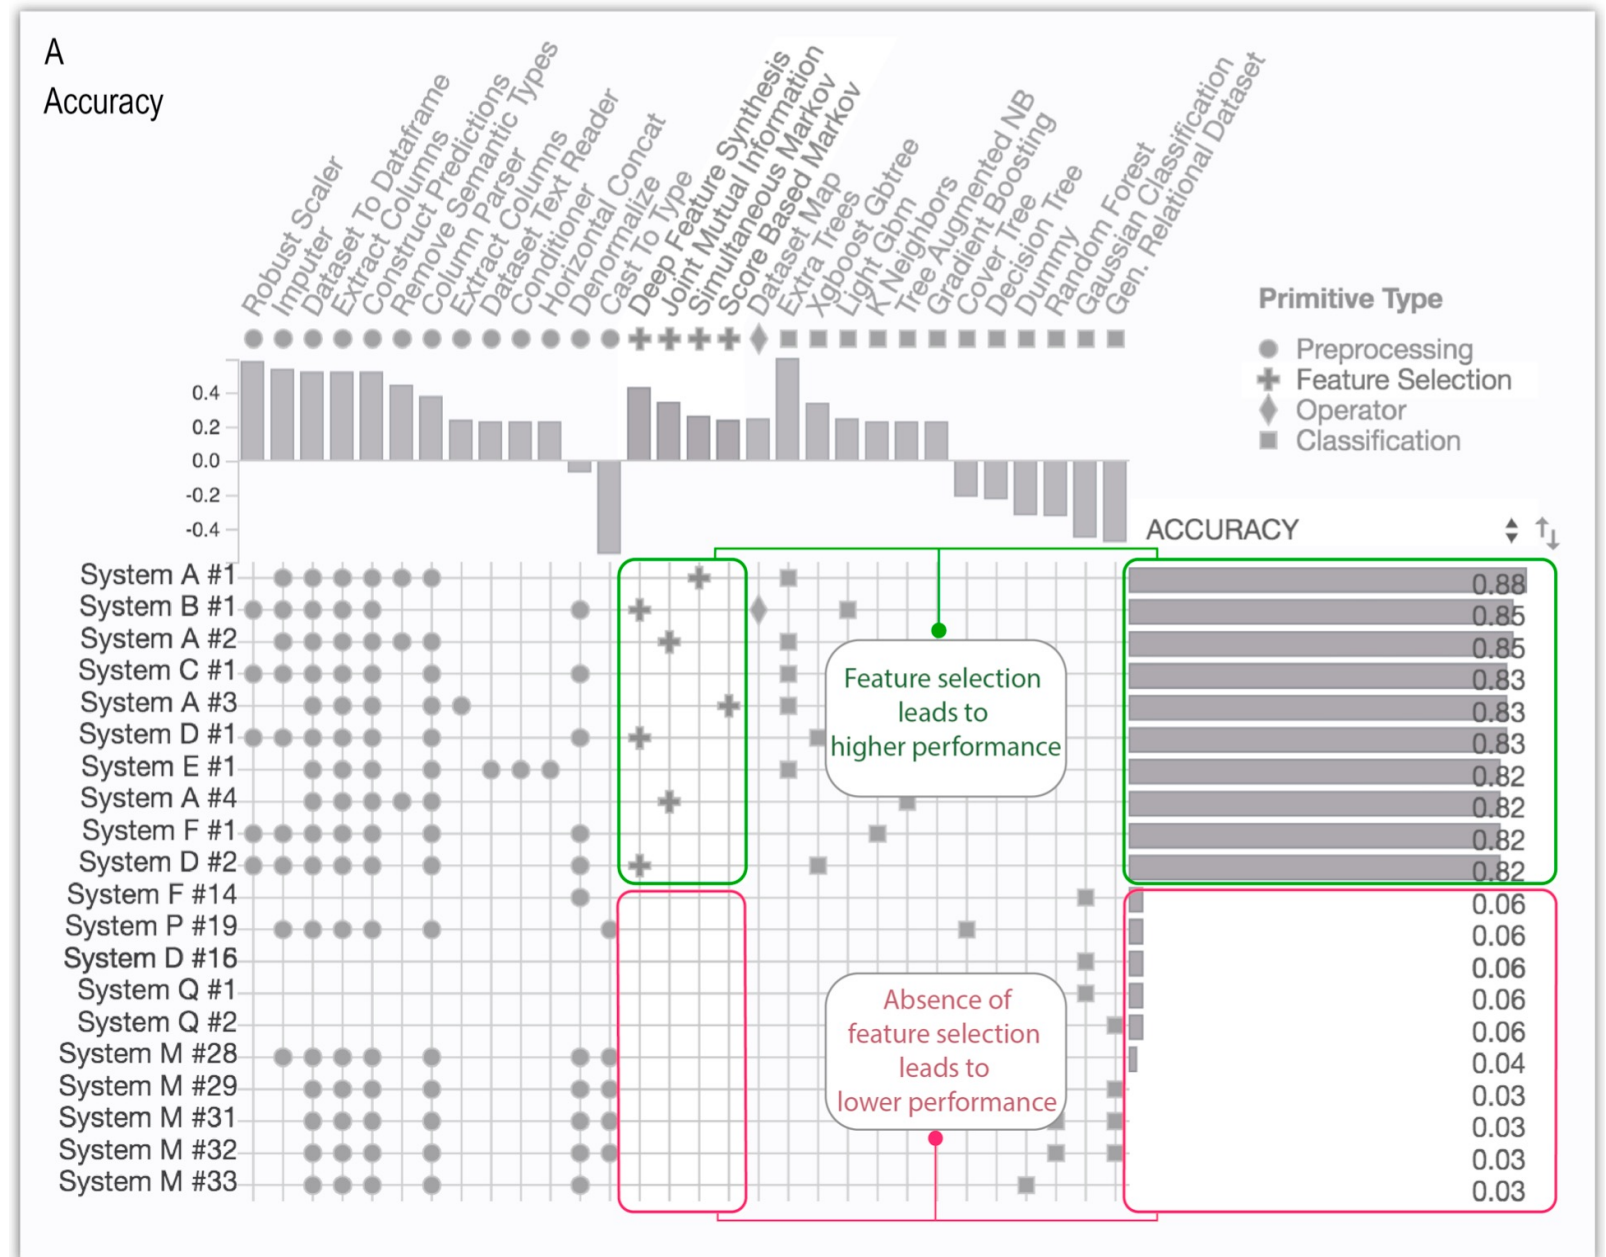 A
Accuracy
Robust Scaler
Imputer
Dataset To Dataframe
Extract Columns
Construct Predictions
Remove Semantic Types
Column Parser
Extract Columns
Dataset Text Reader
Conditioner
Horizontal Concat
Denormalize
Cast To Type
Deep Feature Synthesis
Joint Mutual Information
Simultaneous Markov
Score Based Markov
Dataset Map
Extra Trees
Xgboost Gbtree
Light Gbm
K Neighbors
Tree Augmented NB
Gradient Boosting
Cover Tree
Decision Tree
Dummy
Random Forest
Gaussian Classification
Gen. Relational Dataset
Primitive Type
Preprocessing
Feature Selection
Operator
Classification
0.4
0.2
0.0
-0.2
-0.4
ACCURACY
System A #1 0.88
System B #1 0.85
System A #2 0.85
System C #1 0.83
System A #3 0.83
System D #1 0.83
System E #1 0.82
System A #4 0.82
System F #1 0.82
System D #2 0.82
System F #14 0.06
System P #19 0.06
System D #16 0.06
System Q #1 0.06
System Q #2 0.06
System M #28 0.04
System M #29 0.03
System M #31 0.03
System M #32 0.03
System M #33 0.03
Feature selection
leads to
higher performance
Absence of
feature selection
leads to
lower performance